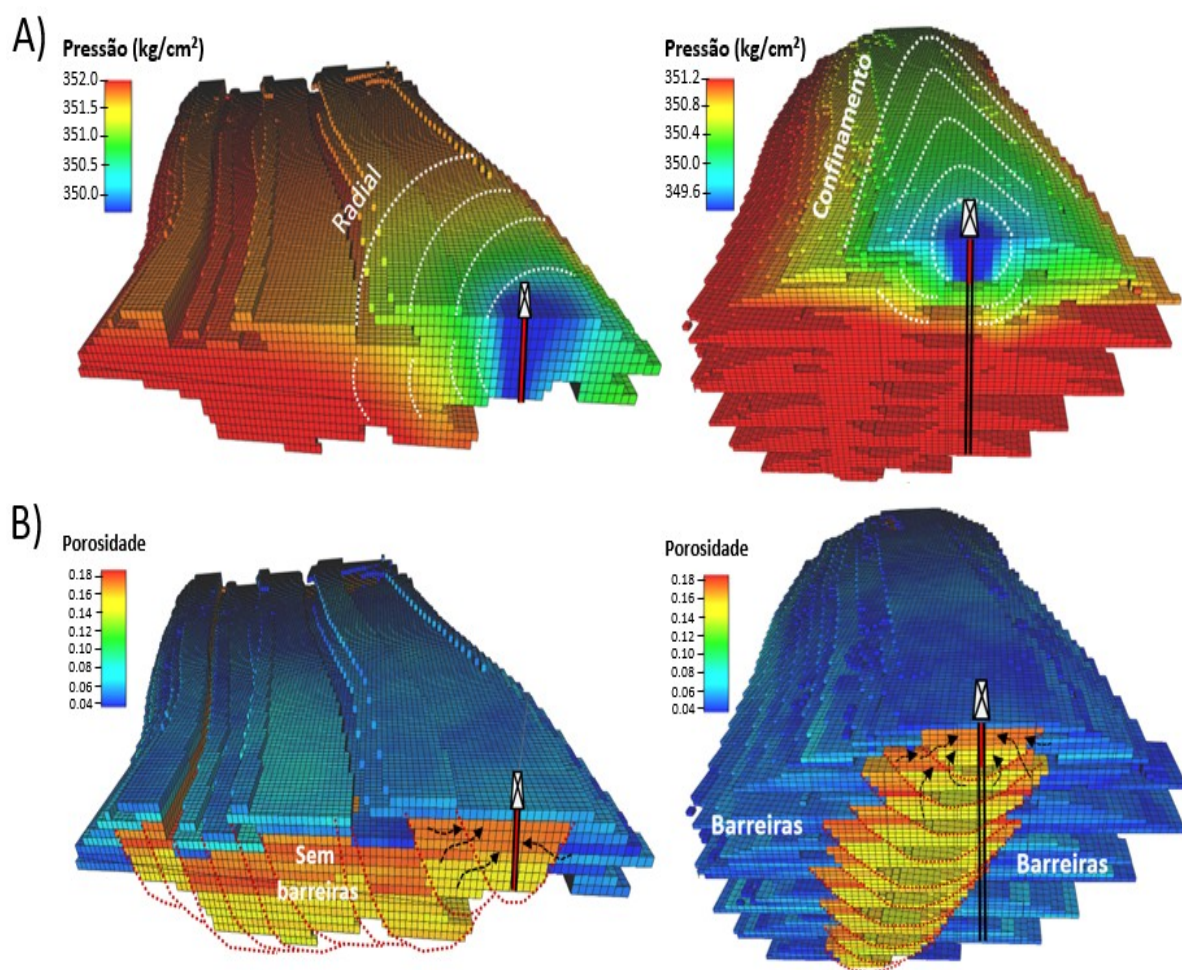 A)
Pressão (kg/cm²)
352.0
351.5
351.0
350.5
350.0
Radial
Pressão (kg/cm²)
351.2
350.8
350.4
350.0
349.6
Confinamento
B)
Porosidade
0.18
0.16
0.14
0.12
0.10
0.08
0.06
0.04
Sem
barreiras
Porosidade
0.18
0.16
0.14
0.12
0.10
0.08
0.06
0.04
Barreiras
Barreiras